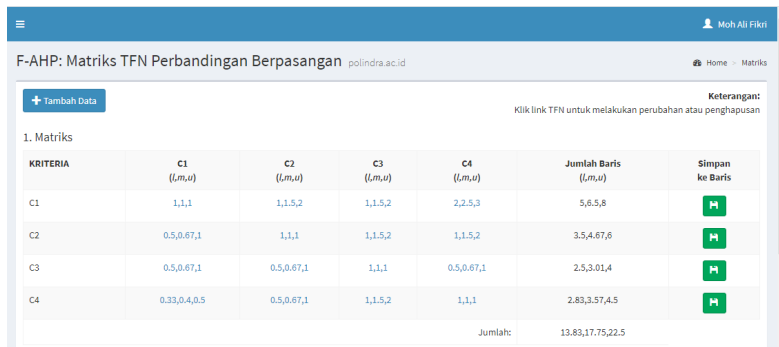 Moh Ali Fikri
F-AHP: Matriks TFN Perbandingan Berpasangan polindra.ac.id
Home > Matriks
Tambah Data
Keterangan:
Klik link TFN untuk melakukan perubahan atau penghapusan
1. Matriks
KRITERIA C1 (l,m,u) C2 (l,m,u) C3 (l,m,u) C4 (l,m,u) Jumlah Baris (l,m,u) Simpan ke Baris
C1 1,1,1 1,1.5,2 1,1.5,2 2,2.5,3 5,6.5,8
C2 0.5,0.67,1 1,1,1 1,1.5,2 1,1.5,2 3.5,4.67,6
C3 0.5,0.67,1 0.5,0.67,1 1,1,1 0.5,0.67,1 2.5,3.01,4
C4 0.33,0.4,0.5 0.5,0.67,1 1,1.5,2 1,1,1 2.83,3.57,4.5
Jumlah: 13.83,17.75,22.5